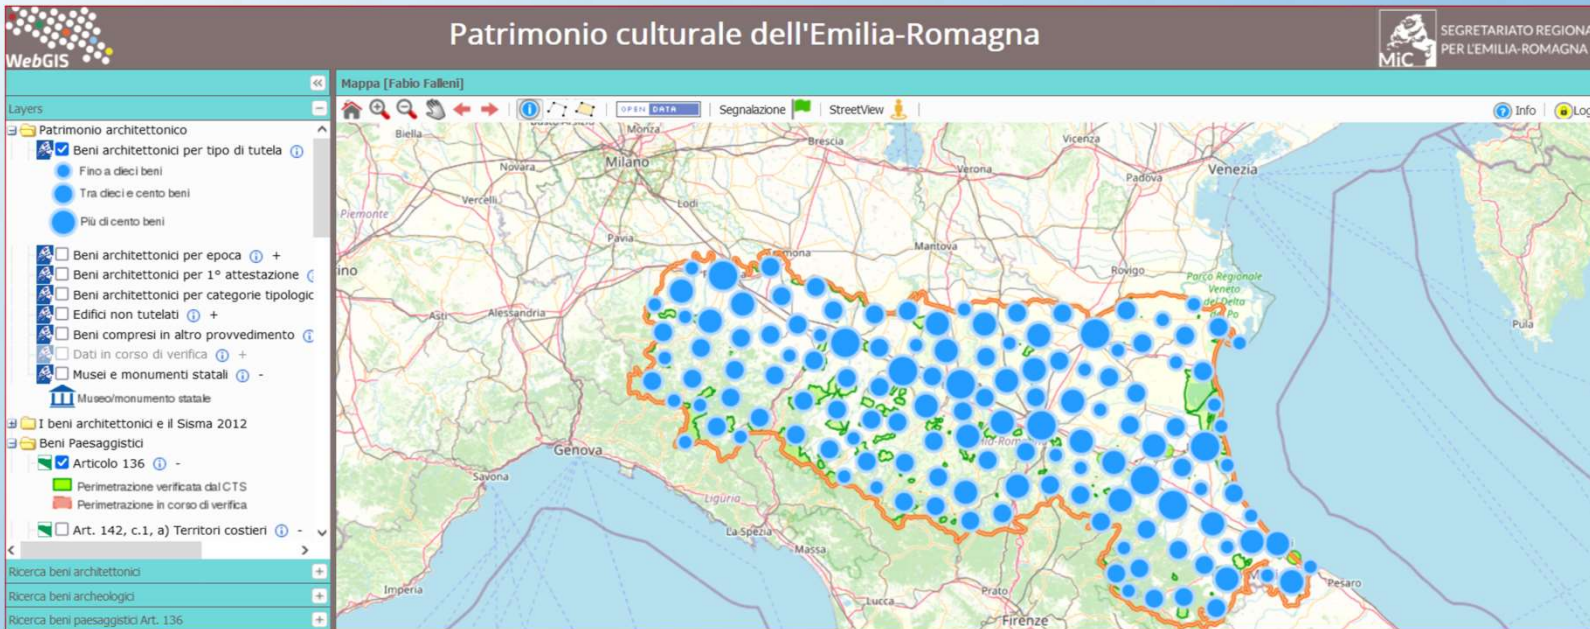 WebGIS
Patrimonio culturale dell'Emilia-Romagna
MiC
SEGRETARIATO REGIONA
PER L'EMILIA-ROMAGNA
Mappa [Fabio Falleni]
Layers
OPEN DATA
Segnalazione
StreetView
Info
Log
Patrimonio architettonico
Beni architettonici per tipo di tutela
Fino a dieci beni
Tra dieci e cento beni
Più di cento beni
Beni architettonici per epoca +
Beni architettonici per 1° attestazione
Beni architettonici per categorie tipologic
Edifici non tutelati +
Beni compresi in altro provvedimento
Dati in corso di verifica +
Musei e monumenti statali -
Museo/monumento statale
I beni architettonici e il Sisma 2012
Beni Paesaggistici
Articolo 136 -
Perimetrazione verificata dal CTS
Perimetrazione in corso di verifica
Art. 142, c.1, a) Territori costieri -
Ricerca beni architettonici
Ricerca beni archeologici
Ricerca beni paesaggistici Art. 136
Biella
Monza
Brescia
Vicenza
Novara
Milano
Verona
Padova
Venezia
Vercelli
Lodi
Piemonte
Pavia
Mantova
Rovigo
ino
mona
Parco Regionale
Veneto
del Delta
Po
Asti
Alessandria
Pula
Genova
Savona
Liguria
La Spezia
Massa
Imperia
Lucca
Prato
Firenze
Pesaro